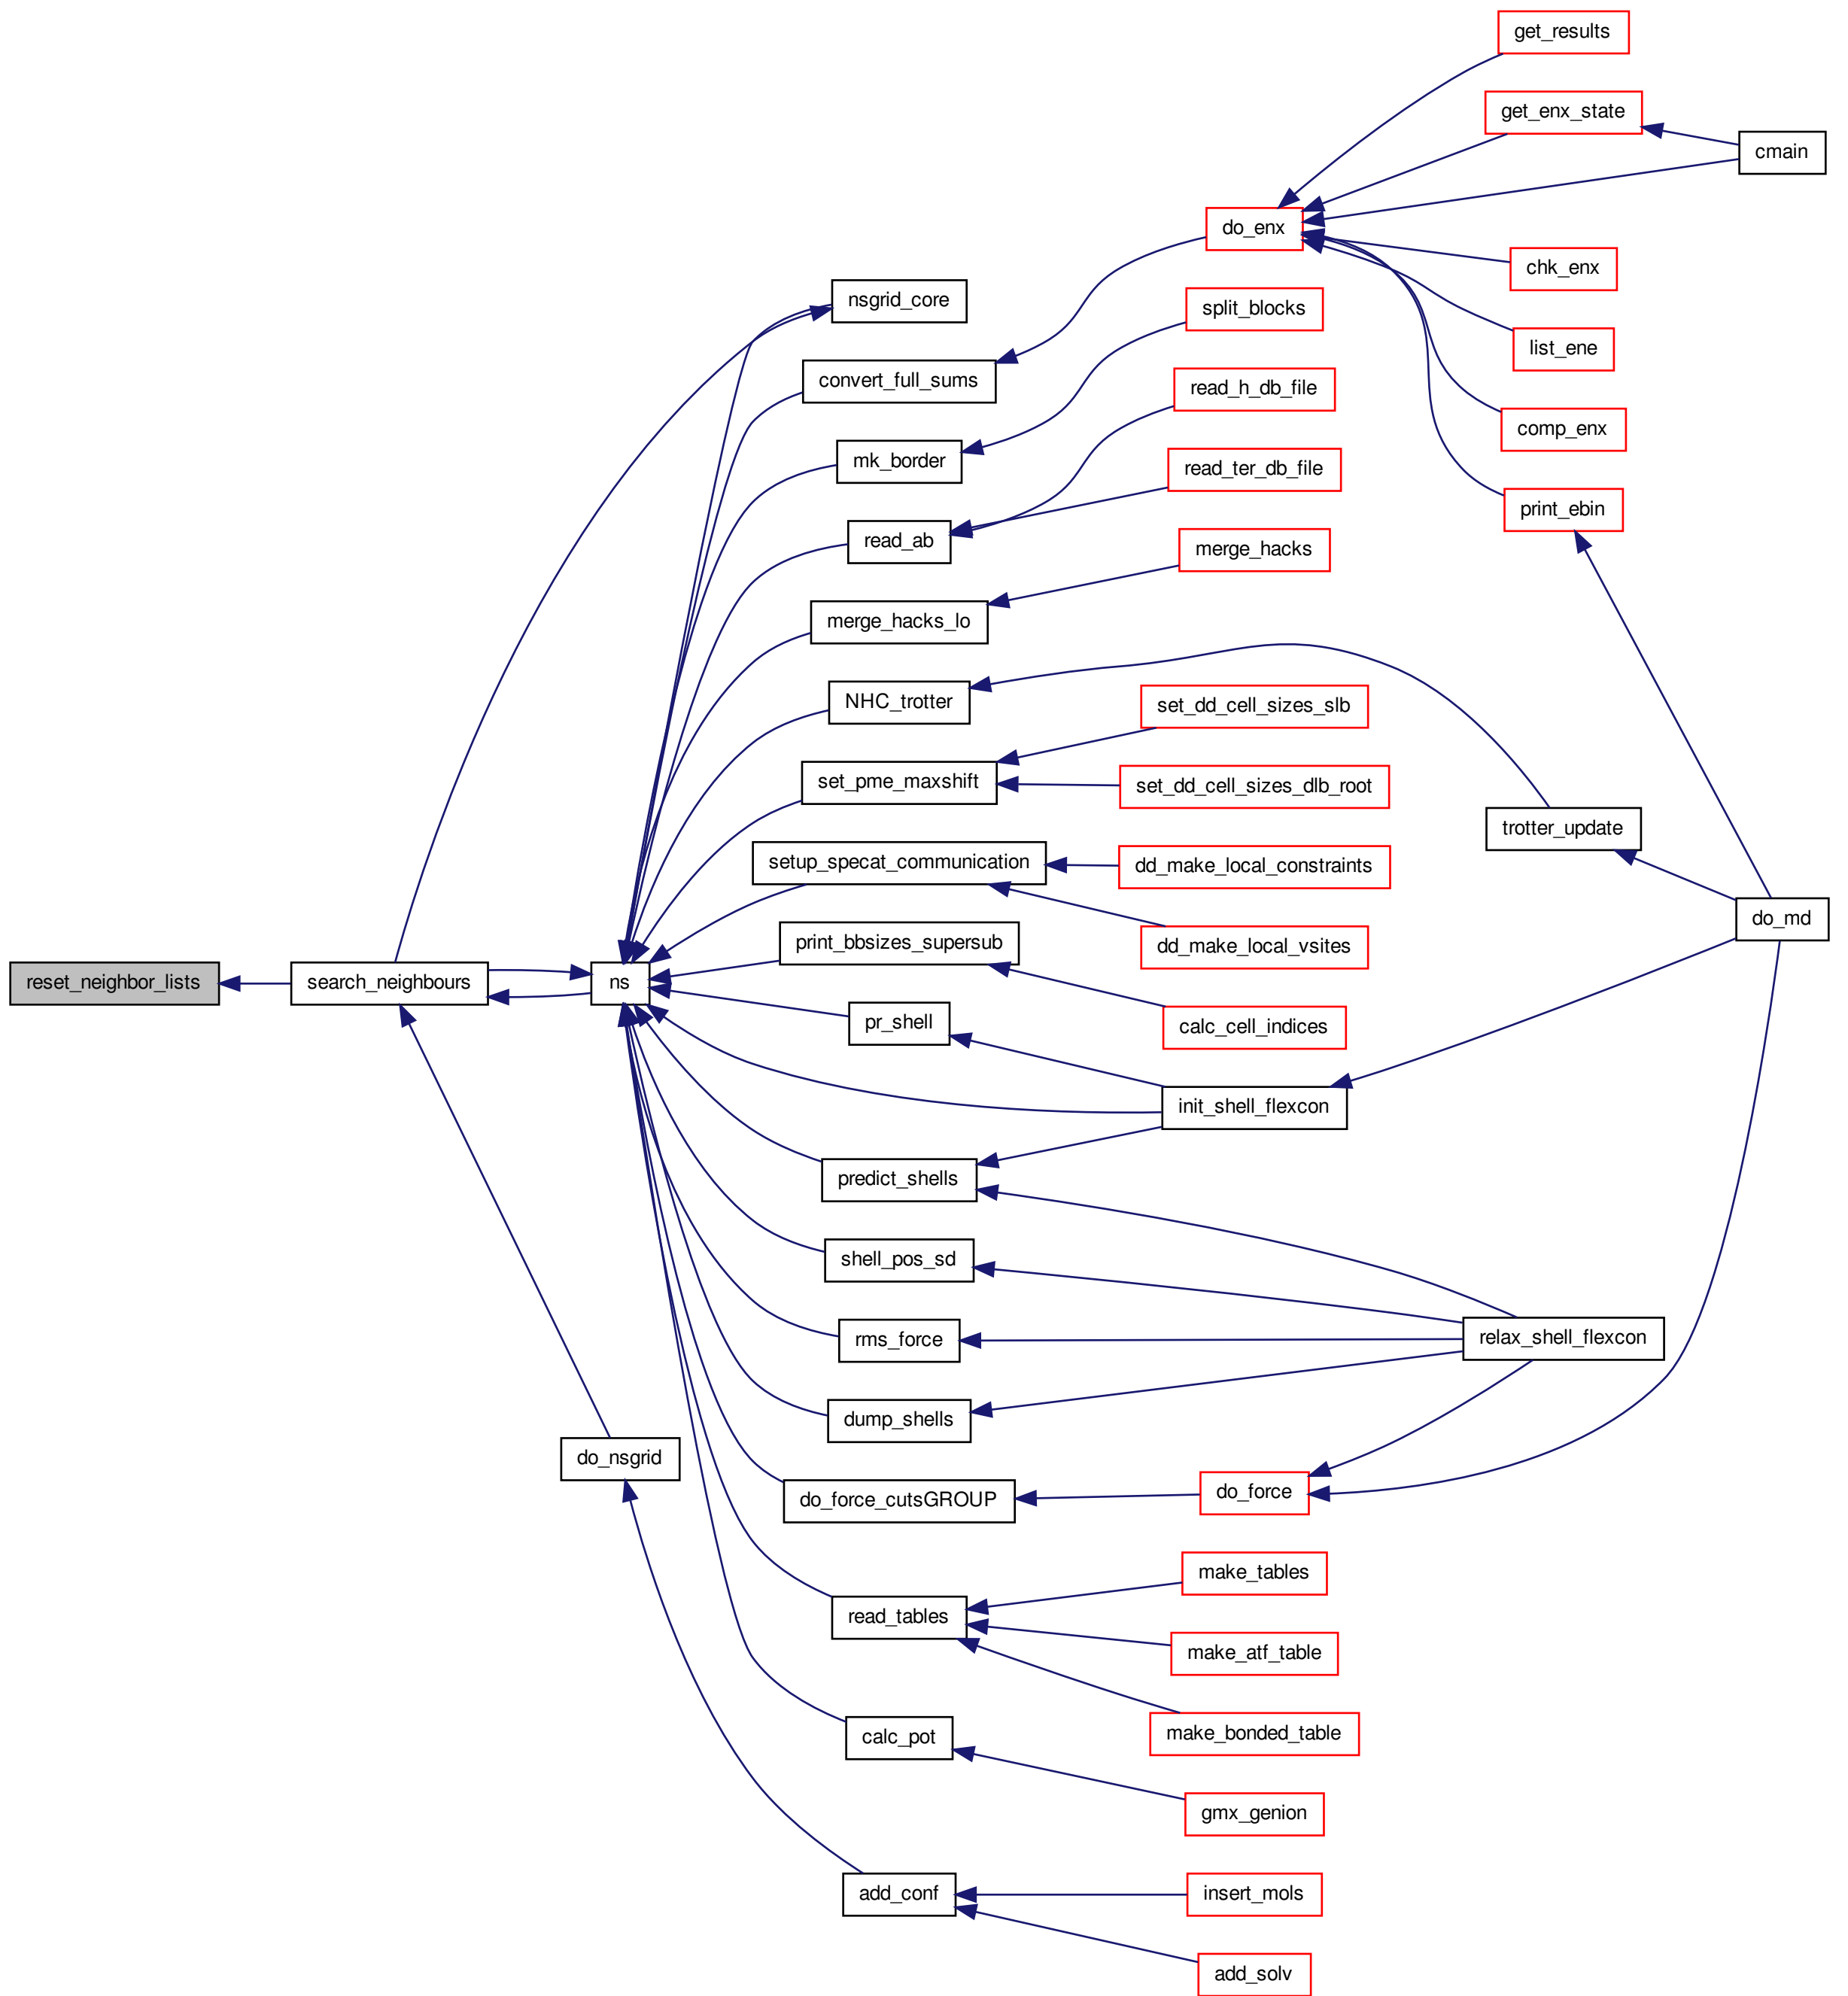 get_results
get_enx_state
cmain
do_enx
chk_enx
nsgrid_core
split_blocks
list_ene
convert_full_sums
read_h_db_file
comp_enx
mk_border
read_ter_db_file
print_ebin
read_ab
merge_hacks
merge_hacks_lo
NHC_trotter
set_dd_cell_sizes_slb
set_pme_maxshift
set_dd_cell_sizes_dlb_root
trotter_update
setup_specat_communication
dd_make_local_constraints
do_md
print_bbsizes_supersub
dd_make_local_vsites
reset_neighbor_lists
search_neighbours
ns
pr_shell
calc_cell_indices
init_shell_flexcon
predict_shells
shell_pos_sd
rms_force
relax_shell_flexcon
dump_shells
do_nsgrid
do_force_cutsGROUP
do_force
make_tables
read_tables
make_atf_table
make_bonded_table
calc_pot
gmx_genion
add_conf
insert_mols
add_solv